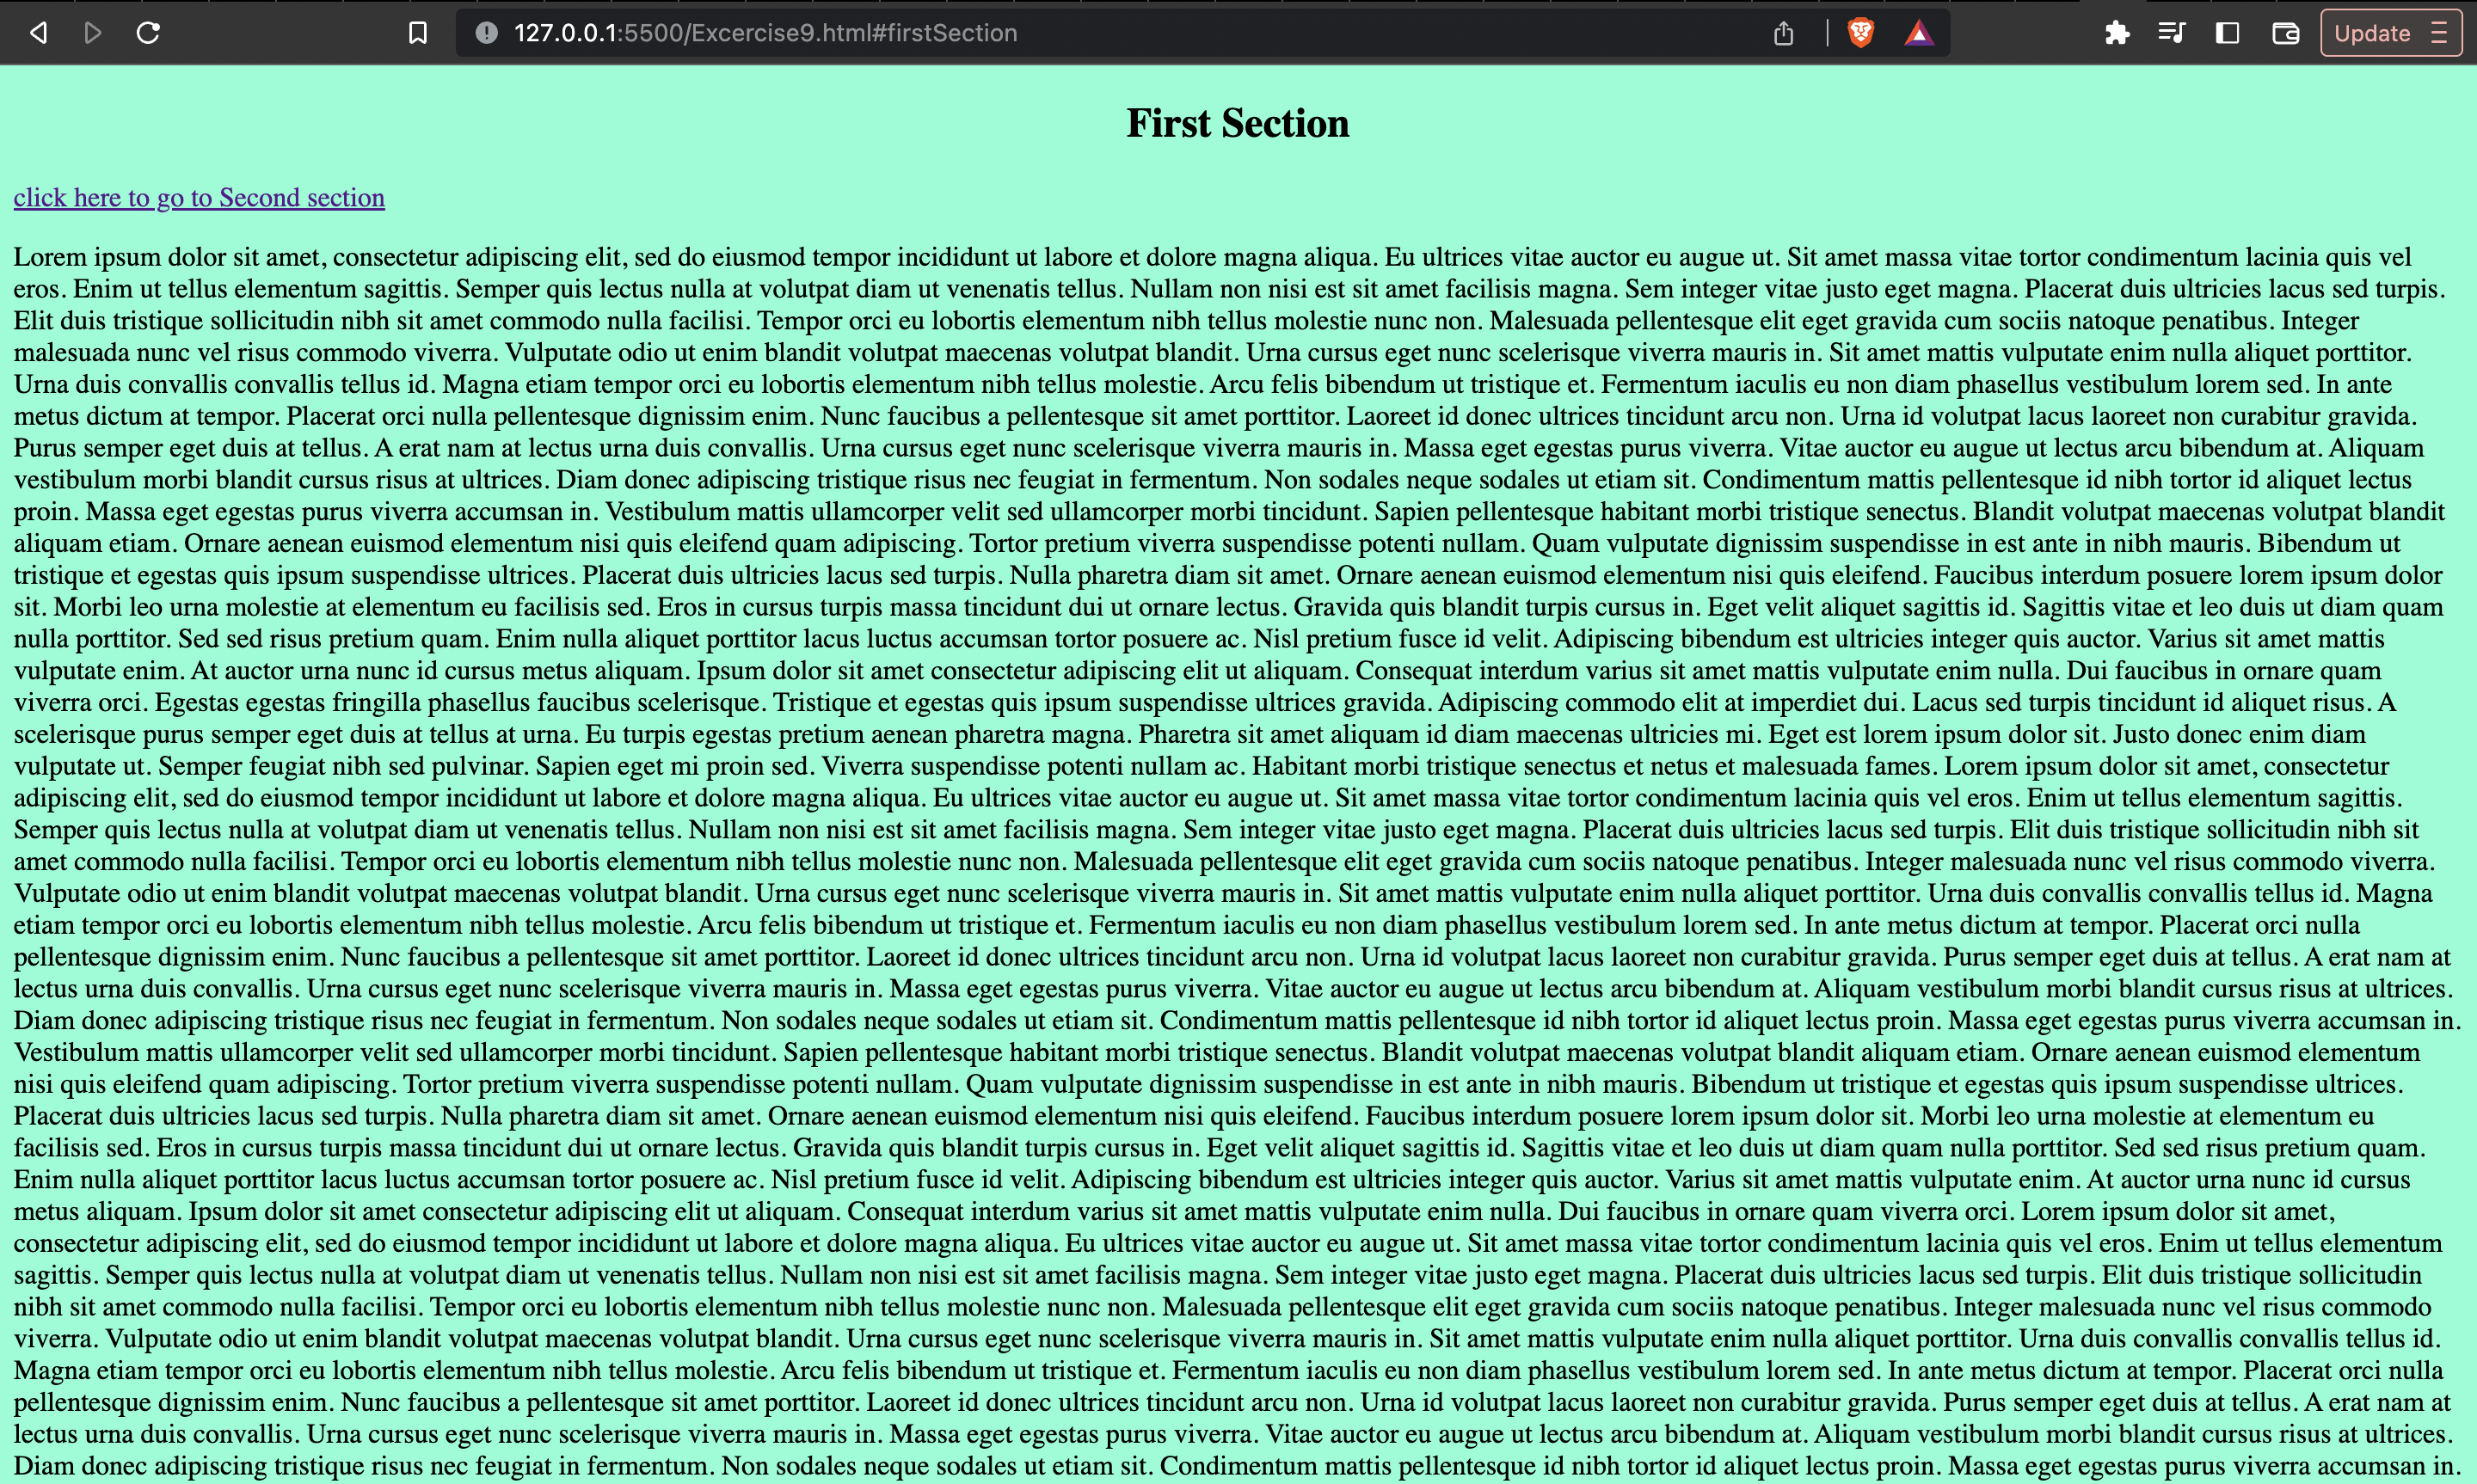 127.0.0.1:5500/Excercise9.html#firstSection
Update
First Section
click here to go to Second section
Lorem ipsum dolor sit amet, consectetur adipiscing elit, sed do eiusmod tempor incididunt ut labore et dolore magna aliqua. Eu ultrices vitae auctor eu augue ut. Sit amet massa vitae tortor condimentum lacinia quis vel
eros. Enim ut tellus elementum sagittis. Semper quis lectus nulla at volutpat diam ut venenatis tellus. Nullam non nisi est sit amet facilisis magna. Sem integer vitae justo eget magna. Placerat duis ultricies lacus sed turpis.
Elit duis tristique sollicitudin nibh sit amet commodo nulla facilisi. Tempor orci eu lobortis elementum nibh tellus molestie nunc non. Malesuada pellentesque elit eget gravida cum sociis natoque penatibus. Integer
malesuada nunc vel risus commodo viverra. Vulputate odio ut enim blandit volutpat maecenas volutpat blandit. Urna cursus eget nunc scelerisque viverra mauris in. Sit amet mattis vulputate enim nulla aliquet porttitor.
Urna duis convallis convallis tellus id. Magna etiam tempor orci eu lobortis elementum nibh tellus molestie. Arcu felis bibendum ut tristique et. Fermentum iaculis eu non diam phasellus vestibulum lorem sed. In ante
metus dictum at tempor. Placerat orci nulla pellentesque dignissim enim. Nunc faucibus a pellentesque sit amet porttitor. Laoreet id donec ultrices tincidunt arcu non. Urna id volutpat lacus laoreet non curabitur gravida.
Purus semper eget duis at tellus. A erat nam at lectus urna duis convallis. Urna cursus eget nunc scelerisque viverra mauris in. Massa eget egestas purus viverra. Vitae auctor eu augue ut lectus arcu bibendum at. Aliquam
vestibulum morbi blandit cursus risus at ultrices. Diam donec adipiscing tristique risus nec feugiat in fermentum. Non sodales neque sodales ut etiam sit. Condimentum mattis pellentesque id nibh tortor id aliquet lectus
proin. Massa eget egestas purus viverra accumsan in. Vestibulum mattis ullamcorper velit sed ullamcorper morbi tincidunt. Sapien pellentesque habitant morbi tristique senectus. Blandit volutpat maecenas volutpat blandit
aliquam etiam. Ornare aenean euismod elementum nisi quis eleifend quam adipiscing. Tortor pretium viverra suspendisse potenti nullam. Quam vulputate dignissim suspendisse in est ante in nibh mauris. Bibendum ut
tristique et egestas quis ipsum suspendisse ultrices. Placerat duis ultricies lacus sed turpis. Nulla pharetra diam sit amet. Ornare aenean euismod elementum nisi quis eleifend. Faucibus interdum posuere lorem ipsum dolor
sit. Morbi leo urna molestie at elementum eu facilisis sed. Eros in cursus turpis massa tincidunt dui ut ornare lectus. Gravida quis blandit turpis cursus in. Eget velit aliquet sagittis id. Sagittis vitae et leo duis ut diam quam
nulla porttitor. Sed sed risus pretium quam. Enim nulla aliquet porttitor lacus luctus accumsan tortor posuere ac. Nisl pretium fusce id velit. Adipiscing bibendum est ultricies integer quis auctor. Varius sit amet mattis
vulputate enim. At auctor urna nunc id cursus metus aliquam. Ipsum dolor sit amet consectetur adipiscing elit ut aliquam. Consequat interdum varius sit amet mattis vulputate enim nulla. Dui faucibus in ornare quam
viverra orci. Egestas egestas fringilla phasellus faucibus scelerisque. Tristique et egestas quis ipsum suspendisse ultrices gravida. Adipiscing commodo elit at imperdiet dui. Lacus sed turpis tincidunt id aliquet risus. A
scelerisque purus semper eget duis at tellus at urna. Eu turpis egestas pretium aenean pharetra magna. Pharetra sit amet aliquam id diam maecenas ultricies mi. Eget est lorem ipsum dolor sit. Justo donec enim diam
vulputate ut. Semper feugiat nibh sed pulvinar. Sapien eget mi proin sed. Viverra suspendisse potenti nullam ac. Habitant morbi tristique senectus et netus et malesuada fames. Lorem ipsum dolor sit amet, consectetur
adipiscing elit, sed do eiusmod tempor incididunt ut labore et dolore magna aliqua. Eu ultrices vitae auctor eu augue ut. Sit amet massa vitae tortor condimentum lacinia quis vel eros. Enim ut tellus elementum sagittis.
Semper quis lectus nulla at volutpat diam ut venenatis tellus. Nullam non nisi est sit amet facilisis magna. Sem integer vitae justo eget magna. Placerat duis ultricies lacus sed turpis. Elit duis tristique sollicitudin nibh sit
amet commodo nulla facilisi. Tempor orci eu lobortis elementum nibh tellus molestie nunc non. Malesuada pellentesque elit eget gravida cum sociis natoque penatibus. Integer malesuada nunc vel risus commodo viverra.
Vulputate odio ut enim blandit volutpat maecenas volutpat blandit. Urna cursus eget nunc scelerisque viverra mauris in. Sit amet mattis vulputate enim nulla aliquet porttitor. Urna duis convallis convallis tellus id. Magna
etiam tempor orci eu lobortis elementum nibh tellus molestie. Arcu felis bibendum ut tristique et. Fermentum iaculis eu non diam phasellus vestibulum lorem sed. In ante metus dictum at tempor. Placerat orci nulla
pellentesque dignissim enim. Nunc faucibus a pellentesque sit amet porttitor. Laoreet id donec ultrices tincidunt arcu non. Urna id volutpat lacus laoreet non curabitur gravida. Purus semper eget duis at tellus. A erat nam at
lectus urna duis convallis. Urna cursus eget nunc scelerisque viverra mauris in. Massa eget egestas purus viverra. Vitae auctor eu augue ut lectus arcu bibendum at. Aliquam vestibulum morbi blandit cursus risus at ultrices.
Diam donec adipiscing tristique risus nec feugiat in fermentum. Non sodales neque sodales ut etiam sit. Condimentum mattis pellentesque id nibh tortor id aliquet lectus proin. Massa eget egestas purus viverra accumsan in.
Vestibulum mattis ullamcorper velit sed ullamcorper morbi tincidunt. Sapien pellentesque habitant morbi tristique senectus. Blandit volutpat maecenas volutpat blandit aliquam etiam. Ornare aenean euismod elementum
nisi quis eleifend quam adipiscing. Tortor pretium viverra suspendisse potenti nullam. Quam vulputate dignissim suspendisse in est ante in nibh mauris. Bibendum ut tristique et egestas quis ipsum suspendisse ultrices.
Placerat duis ultricies lacus sed turpis. Nulla pharetra diam sit amet. Ornare aenean euismod elementum nisi quis eleifend. Faucibus interdum posuere lorem ipsum dolor sit. Morbi leo urna molestie at elementum eu
facilisis sed. Eros in cursus turpis massa tincidunt dui ut ornare lectus. Gravida quis blandit turpis cursus in. Eget velit aliquet sagittis id. Sagittis vitae et leo duis ut diam quam nulla porttitor. Sed sed risus pretium quam.
Enim nulla aliquet porttitor lacus luctus accumsan tortor posuere ac. Nisl pretium fusce id velit. Adipiscing bibendum est ultricies integer quis auctor. Varius sit amet mattis vulputate enim. At auctor urna nunc id cursus
metus aliquam. Ipsum dolor sit amet consectetur adipiscing elit ut aliquam. Consequat interdum varius sit amet mattis vulputate enim nulla. Dui faucibus in ornare quam viverra orci. Lorem ipsum dolor sit amet,
consectetur adipiscing elit, sed do eiusmod tempor incididunt ut labore et dolore magna aliqua. Eu ultrices vitae auctor eu augue ut. Sit amet massa vitae tortor condimentum lacinia quis vel eros. Enim ut tellus elementum
sagittis. Semper quis lectus nulla at volutpat diam ut venenatis tellus. Nullam non nisi est sit amet facilisis magna. Sem integer vitae justo eget magna. Placerat duis ultricies lacus sed turpis. Elit duis tristique sollicitudin
nibh sit amet commodo nulla facilisi. Tempor orci eu lobortis elementum nibh tellus molestie nunc non. Malesuada pellentesque elit eget gravida cum sociis natoque penatibus. Integer malesuada nunc vel risus commodo
viverra. Vulputate odio ut enim blandit volutpat maecenas volutpat blandit. Urna cursus eget nunc scelerisque viverra mauris in. Sit amet mattis vulputate enim nulla aliquet porttitor. Urna duis convallis convallis tellus id.
Magna etiam tempor orci eu lobortis elementum nibh tellus molestie. Arcu felis bibendum ut tristique et. Fermentum iaculis eu non diam phasellus vestibulum lorem sed. In ante metus dictum at tempor. Placerat orci nulla
pellentesque dignissim enim. Nunc faucibus a pellentesque sit amet porttitor. Laoreet id donec ultrices tincidunt arcu non. Urna id volutpat lacus laoreet non curabitur gravida. Purus semper eget duis at tellus. A erat nam at
lectus urna duis convallis. Urna cursus eget nunc scelerisque viverra mauris in. Massa eget egestas purus viverra. Vitae auctor eu augue ut lectus arcu bibendum at. Aliquam vestibulum morbi blandit cursus risus at ultrices.
Diam donec adipiscing tristique risus nec feugiat in fermentum. Non sodales neque sodales ut etiam sit. Condimentum mattis pellentesque id nibh tortor id aliquet lectus proin. Massa eget egestas purus viverra accumsan in.